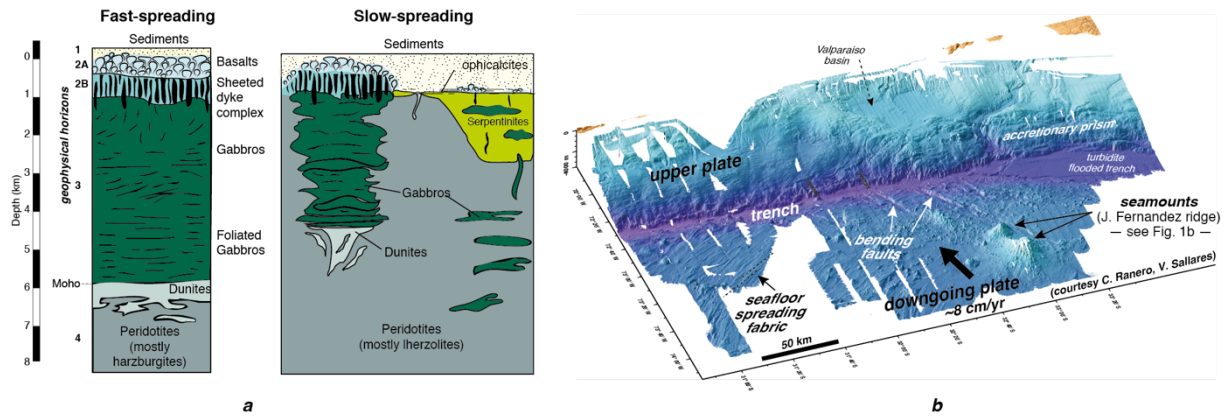 Fast-spreading
Slow-spreading
Sediments
Sediments
0
1
2
3
4
5
6
7
8
Depth (km)
geophysical horizons
1
2A
2B
3
Moho
4
Basalts
Sheeted
dyke
complex
Gabbros
Foliated
Gabbros
Dunites
Peridotites
(mostly
harzburgites)
ophicalcites
Serpentinites
Gabbros
Dunites
Peridotites
(mostly lherzolites)
a
Valparaiso
basin
upper plate
accretionary prism
turbidite
flooded trench
trench
bending
faults
seamounts
(J. Fernandez ridge)
— see Fig. 1b —
downgoing plate
~8 cm/yr
(courtesy C. Ranero, V. Sallares)
seafloor
spreading
fabric
50 km
b